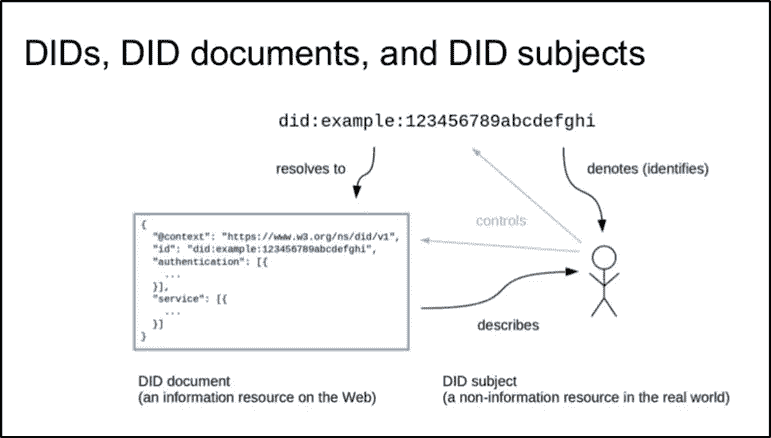 DIDs, DID documents, and DID subjects
did:example:123456789abcdefghi
resolves to
denotes (identifies)
controls
{
"@context": "https://www.w3.org/ns/did/v1",
"id": "did:example:123456789abcdefghi",
"authentication": [{
...
}],
"service": [{
...
}]
}
describes
DID document
(an information resource on the Web)
DID subject
(a non-information resource in the real world)